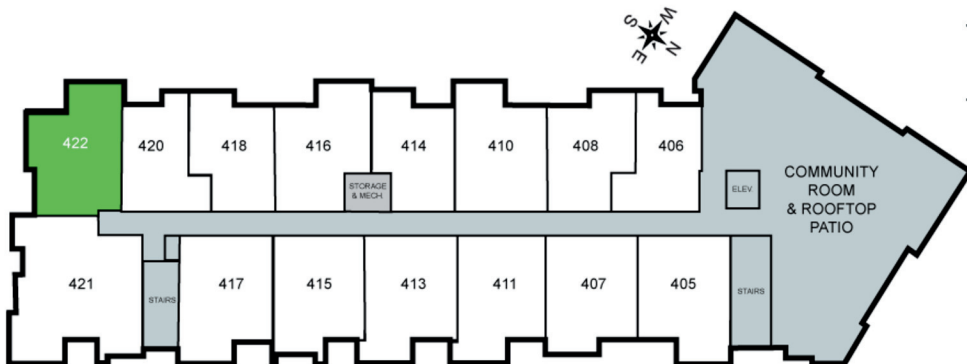 W
S
N
E
422
420
418
416
414
410
408
406
STORAGE
& MECH.
ELEV.
COMMUNITY
ROOM
& ROOFTOP
PATIO
421
STAIRS
417
415
413
411
407
405
STAIRS